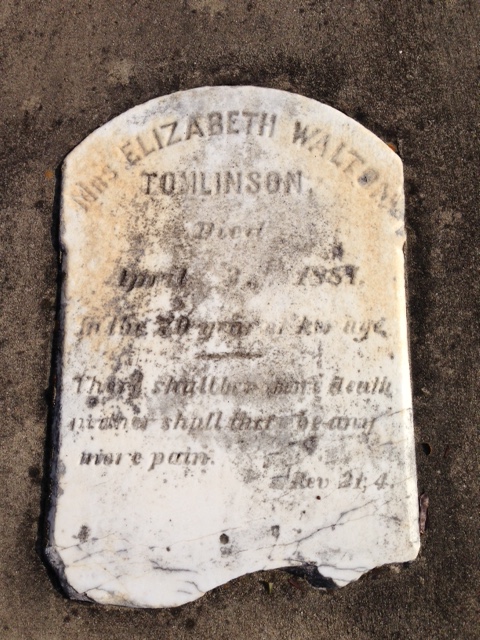 Mrs ELIZABETH WALTON
TOMLINSON.
Died
April 1857.
In the year of her age
There shall be no more death
neither shall there be any
more pain.
Rev 21; 4.